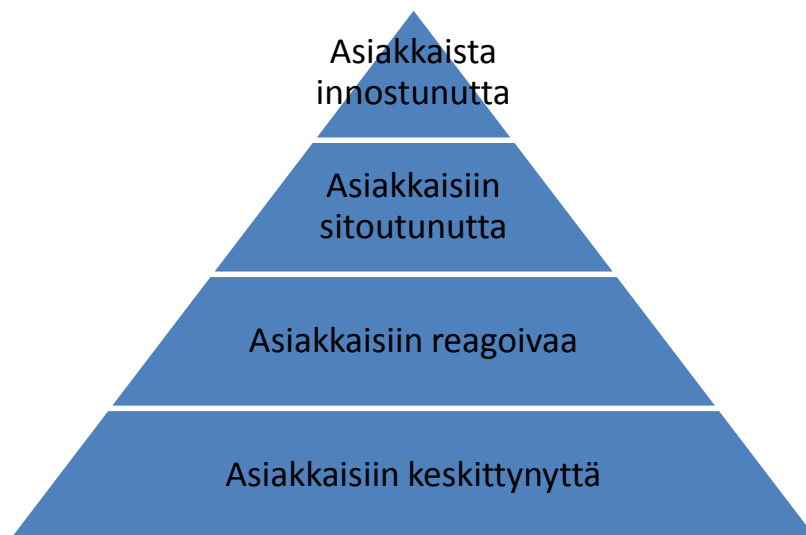 Asiakkaista
innostunutta
Asiakkaisiin
sitoutunutta
Asiakkaisiin reagoivaa
Asiakkaisiin keskittynyttä